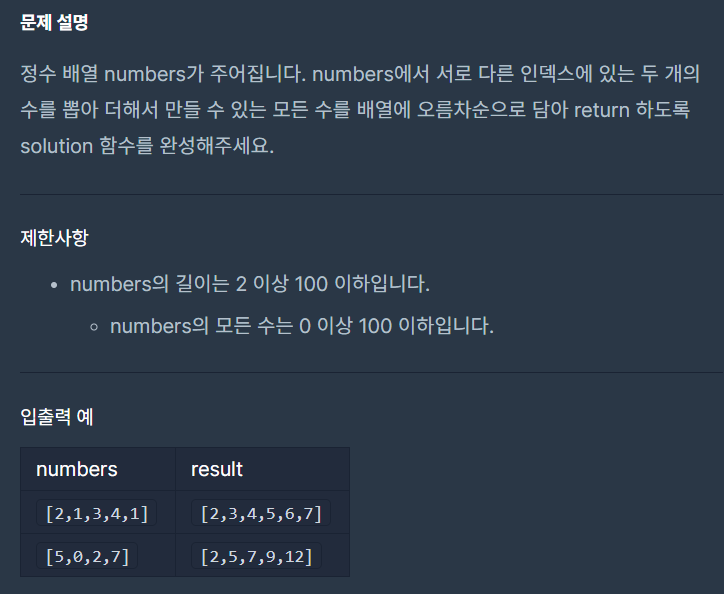 문제 설명
정수 배열 numbers가 주어집니다. numbers에서 서로 다른 인덱스에 있는 두 개의
수를 뽑아 더해서 만들 수 있는 모든 수를 배열에 오름차순으로 담아 return 하도록
solution 함수를 완성해주세요.
제한사항
• numbers의 길이는 2 이상 100 이하입니다.
◦ numbers의 모든 수는 0 이상 100 이하입니다.
입출력 예
numbers result
[2,1,3,4,1] [2,3,4,5,6,7]
[5,0,2,7] [2,5,7,9,12]